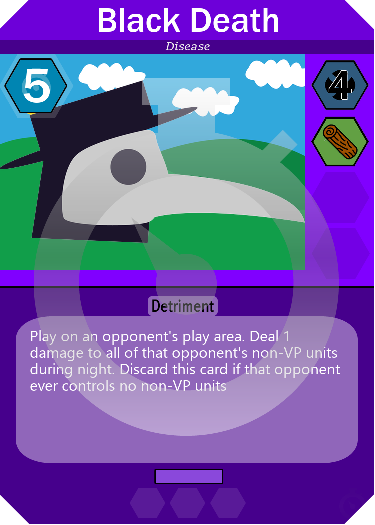 Black Death
Disease
5
4
Detriment
Play on an opponent's play area. Deal 1
damage to all of that opponent's non-VP units
during night. Discard this card if that opponent
ever controls no non-VP units